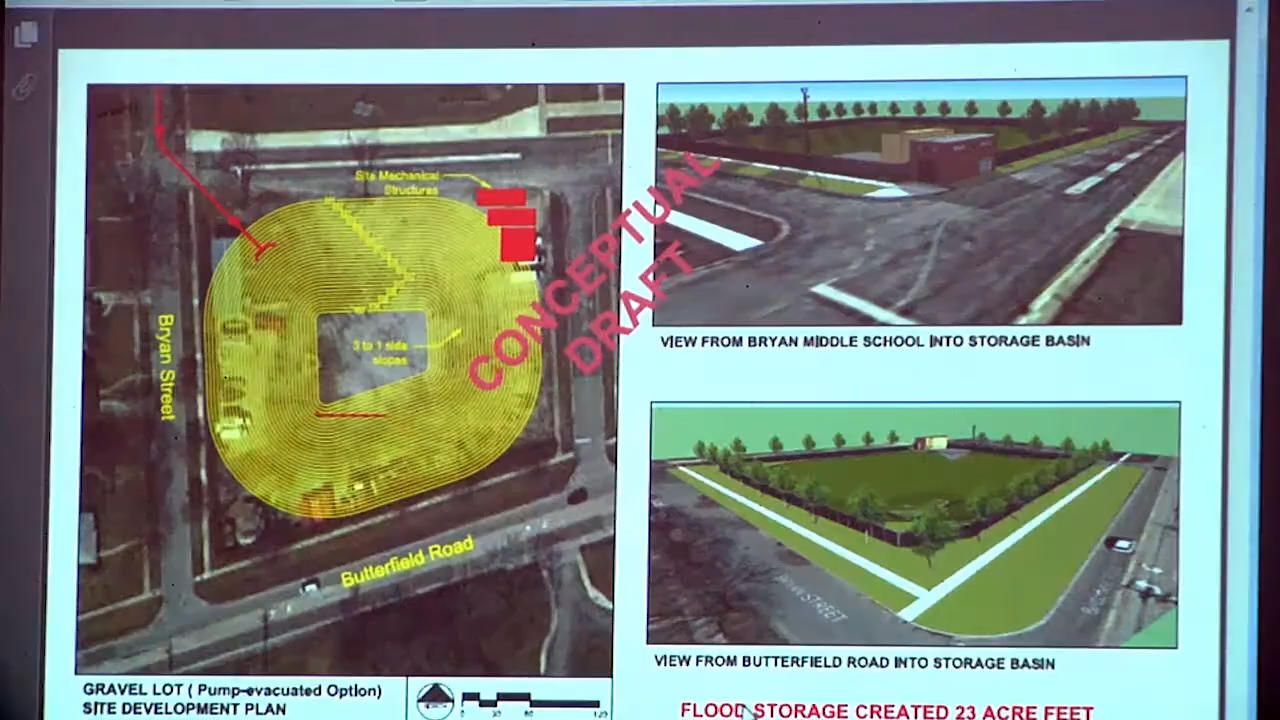 Site Mechanical
Structures
3 to 1 side
slopes
Bryan Street
Butterfield Road
CONCEPTUAL
DRAFT
VIEW FROM BRYAN MIDDLE SCHOOL INTO STORAGE BASIN
STREET
VIEW FROM BUTTERFIELD ROAD INTO STORAGE BASIN
GRAVEL LOT ( Pump-evacuated Option)
SITE DEVELOPMENT PLAN
FLOOD STORAGE CREATED 23 ACRE FEET